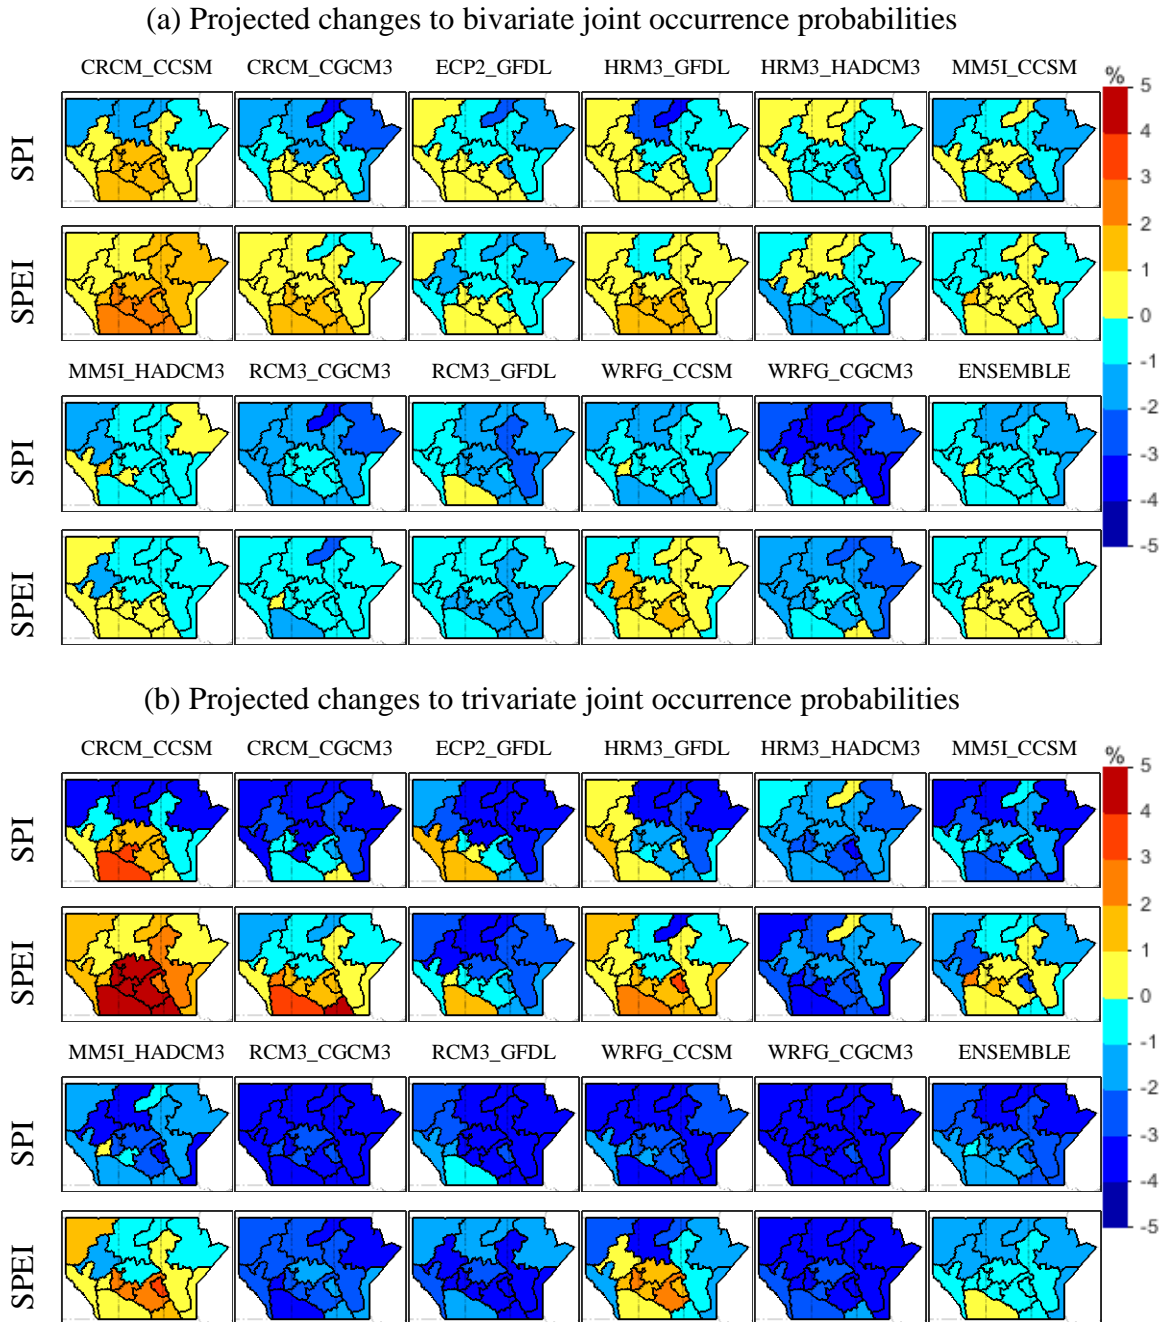 (a) Projected changes to bivariate joint occurrence probabilities
CRCM_CCSM CRCM_CGCM3 ECP2_GFDL HRM3_GFDL HRM3_HADCM3 MM5I_CCSM
%
5
4
3
2
1
0
-1
-2
-3
-4
-5
SPI
SPEI
MM5I_HADCM3 RCM3_CGCM3 RCM3_GFDL WRFG_CCSM WRFG_CGCM3 ENSEMBLE
SPI
SPEI
(b) Projected changes to trivariate joint occurrence probabilities
CRCM_CCSM CRCM_CGCM3 ECP2_GFDL HRM3_GFDL HRM3_HADCM3 MM5I_CCSM
%
5
4
3
2
1
0
-1
-2
-3
-4
-5
SPI
SPEI
MM5I_HADCM3 RCM3_CGCM3 RCM3_GFDL WRFG_CCSM WRFG_CGCM3 ENSEMBLE
SPI
SPEI